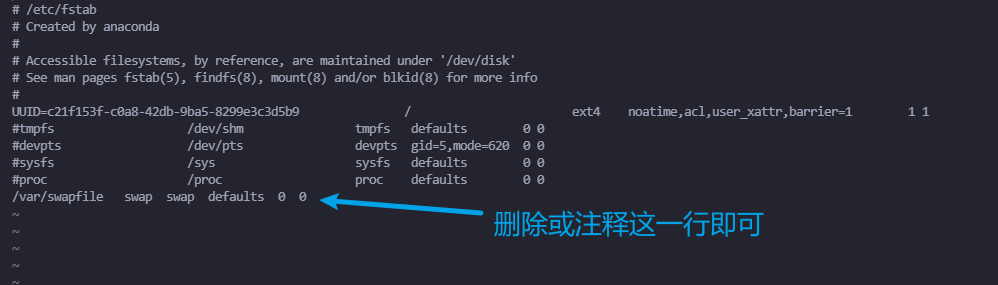 # /etc/fstab
# Created by anaconda
#
# Accessible filesystems, by reference, are maintained under '/dev/disk'
# See man pages fstab(5), findfs(8), mount(8) and/or blkid(8) for more info
#
UUID=c21f153f-c0a8-42db-9ba5-8299e3c3d5b9 / ext4 noatime,acl,user_xattr,barrier=1 1 1
#tmpfs /dev/shm tmpfs defaults 0 0
#devpts /dev/pts devpts gid=5,mode=620 0 0
#sysfs /sys sysfs defaults 0 0
#proc /proc proc defaults 0 0
/var/swapfile swap swap defaults 0 0
~
~ 删除或注释这一行即可
~
~
~